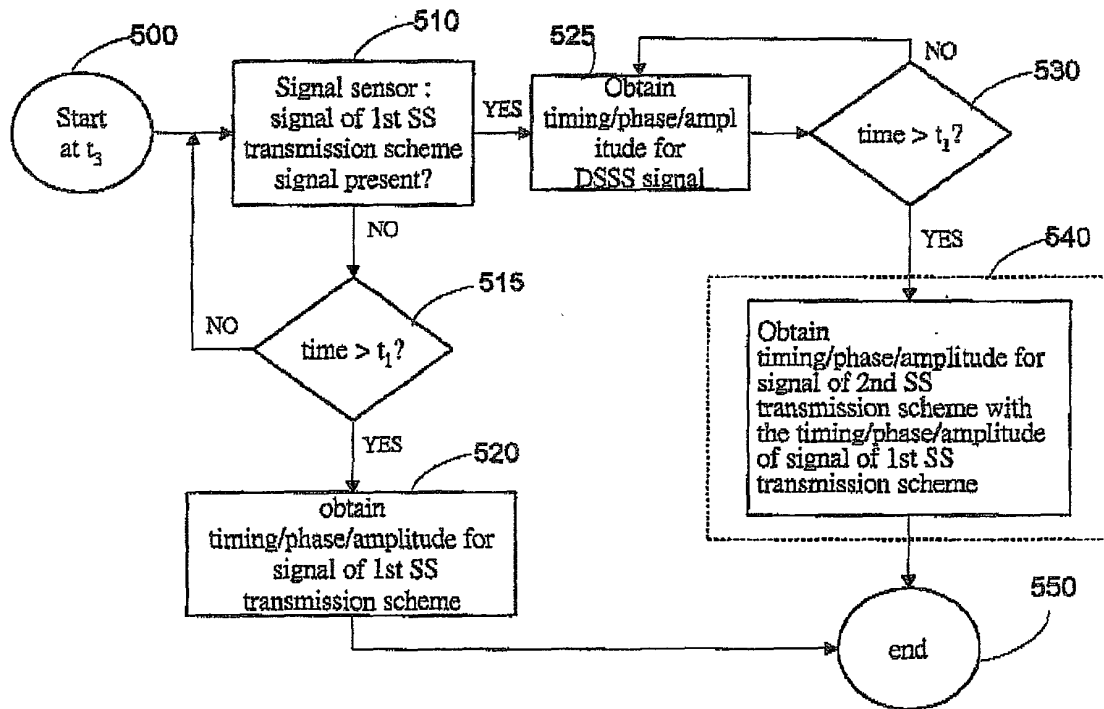 500
Start
at t3
510
Signal sensor :
signal of 1st SS
transmission scheme
signal present?
YES
525
Obtain
timing/phase/ampl
itude for
DSSS signal
NO
530
time > t1?
YES
NO
515
time > t1?
NO
YES
520
obtain
timing/phase/amplitude for
signal of 1st SS
transmission scheme
540
Obtain
timing/phase/amplitude for
signal of 2nd SS
transmission scheme with
the timing/phase/amplitude
of signal of 1st SS
transmission scheme
550
end